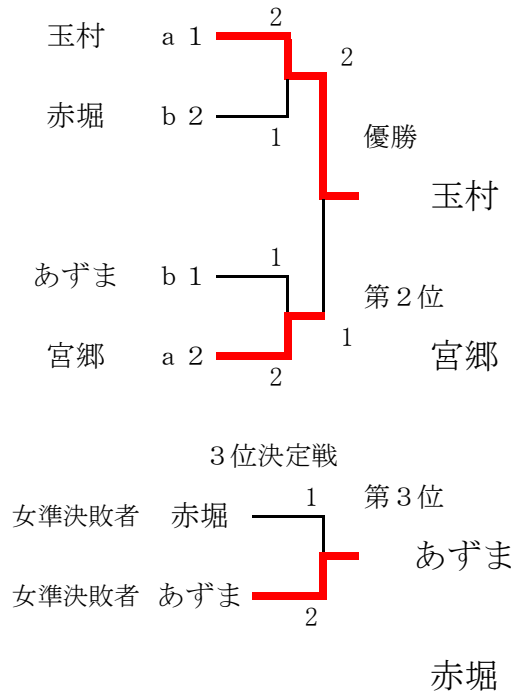 2
玉村 a 1
2
赤堀 b 2
1
優勝
玉村
1
あずま b 1
第２位
1
宮郷 a 2
宮郷
2
３位決定戦
1
第３位
女準決敗者 赤堀
あずま
女準決敗者 あずま
2
赤堀